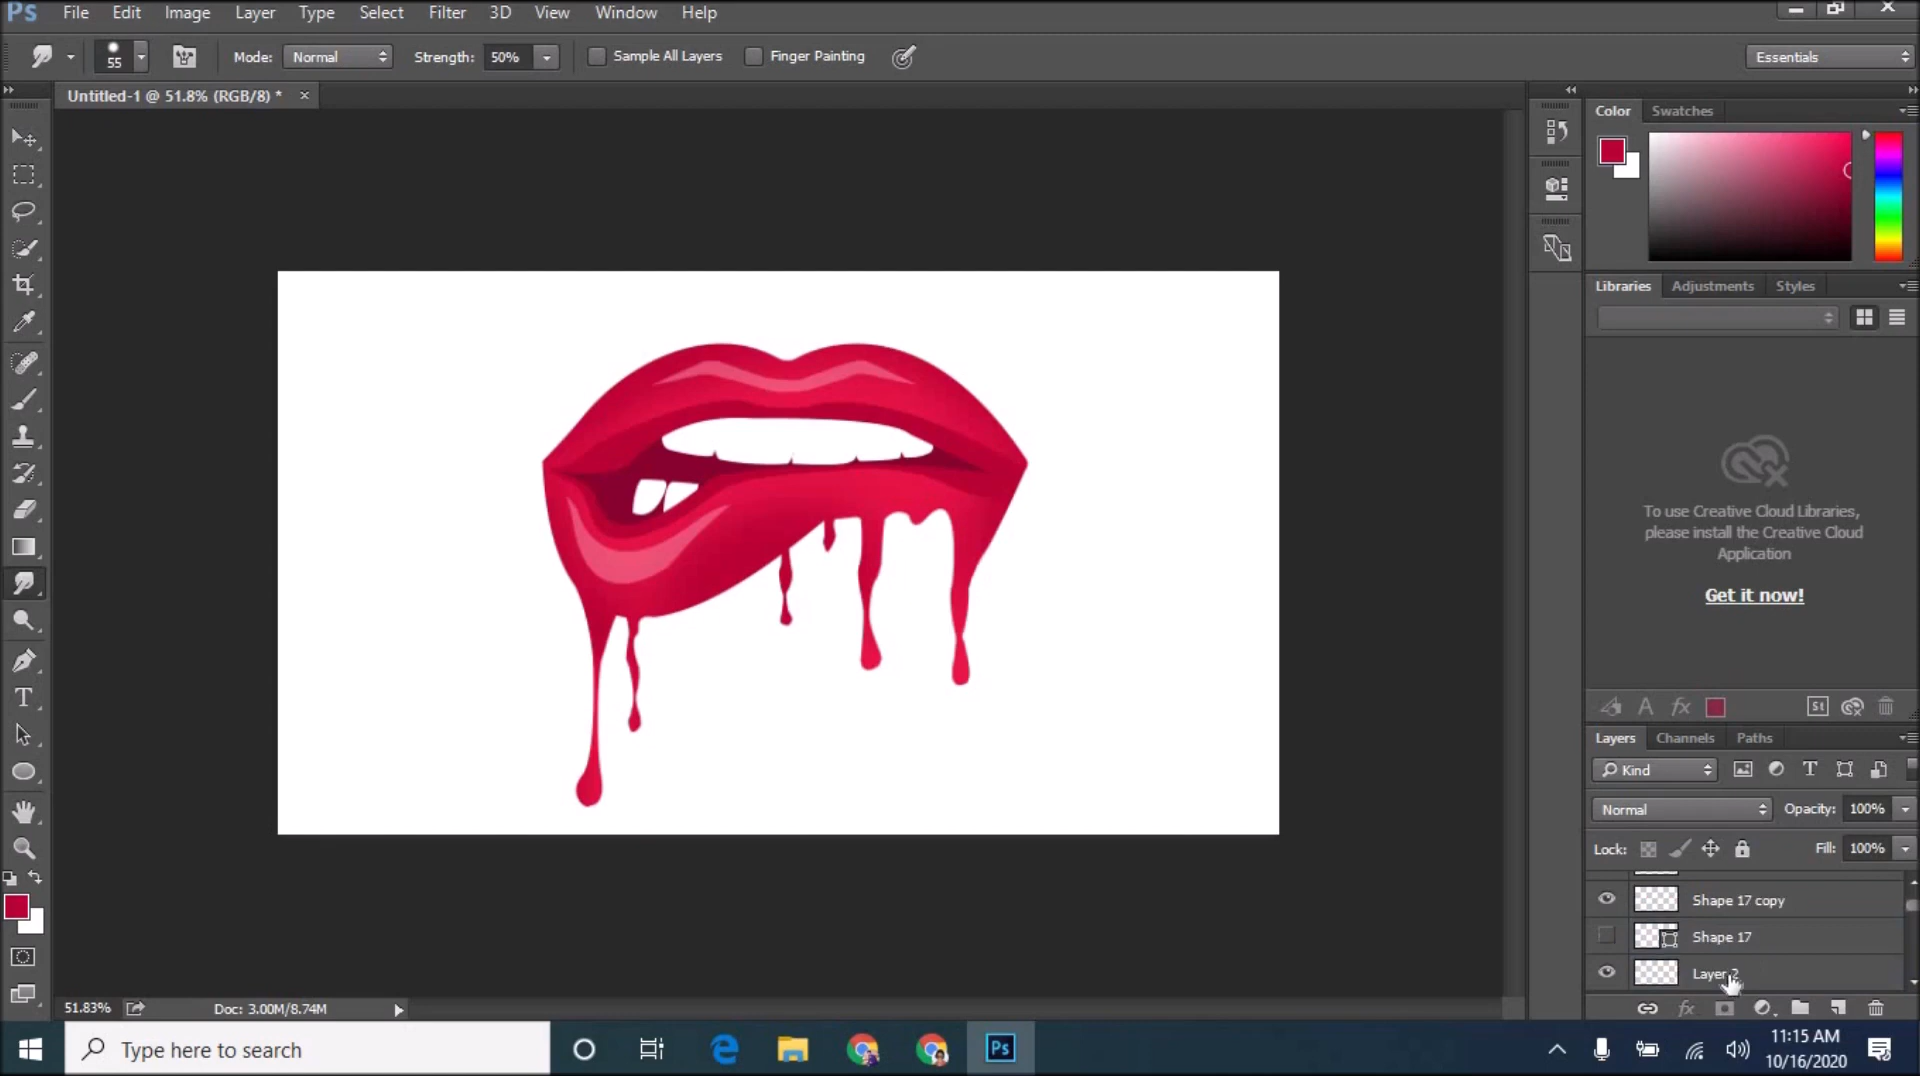 Ps File Edit Image Layer Type Select Filter 3D View Window Help
55 Mode: Normal Strength: 50% Sample All Layers Finger Painting Essentials
Untitled-1 @ 51.8% (RGB/8) * ×
Color Swatches
Libraries Adjustments Styles
To use Creative Cloud Libraries,
please install the Creative Cloud
Application
Get it now!
A fx St
Layers Channels Paths
Kind T
Normal Opacity: 100%
Lock: Fill: 100%
Shape 17 copy
Shape 17
Layer 2
fx
T
51.83% Doc: 3.00M/8.74M
Type here to search
Ps
11:15 AM
10/16/2020